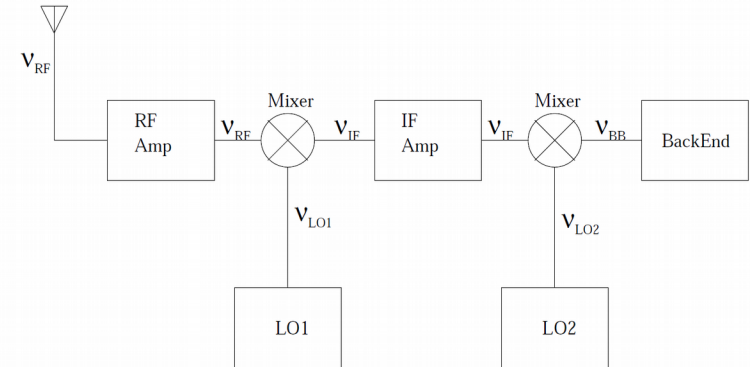 ν_RF
RF Amp
ν_RF
Mixer
ν_IF
IF Amp
ν_IF
Mixer
ν_BB
BackEnd
ν_LO1
ν_LO2
LO1
LO2